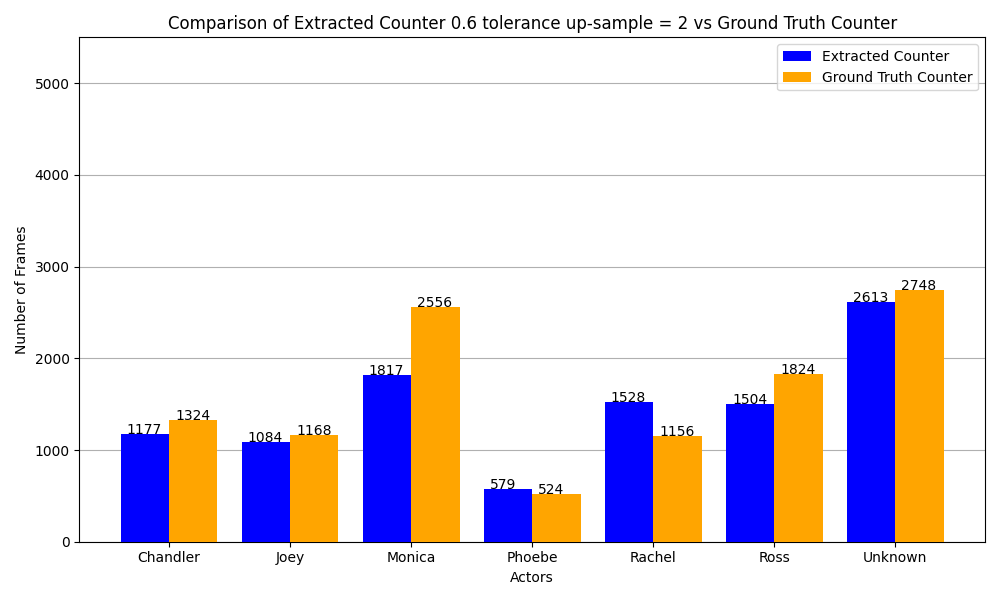 Comparison of Extracted Counter 0.6 tolerance up-sample = 2 vs Ground Truth Counter
Extracted Counter
Ground Truth Counter
Number of Frames
5000
4000
3000
2000
1000
0
1177
1324
1084
1168
1817
2556
579
524
1528
1156
1504
1824
2613
2748
Chandler
Joey
Monica
Phoebe
Rachel
Ross
Unknown
Actors